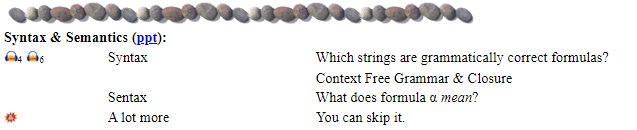 Syntax & Semantics (ppt):
4 6 Syntax Which strings are grammatically correct formulas?
Context Free Grammar & Closure
Sentax What does formula α mean?
A lot more You can skip it.